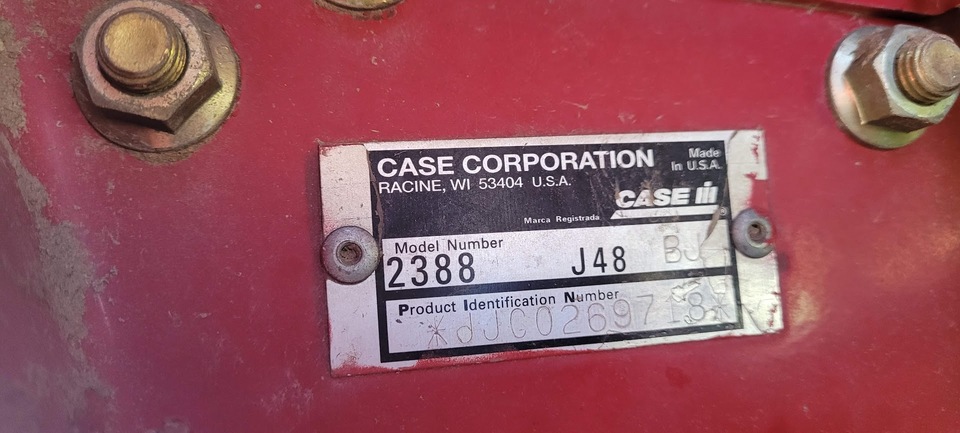 CASE CORPORATION
Made
In U.S.A.
RACINE, WI 53404 U.S.A.
CASE IH
®
Marca Registrada
Model Number
2388 J48 BJ
Product Identification Number
*JJC0269718*